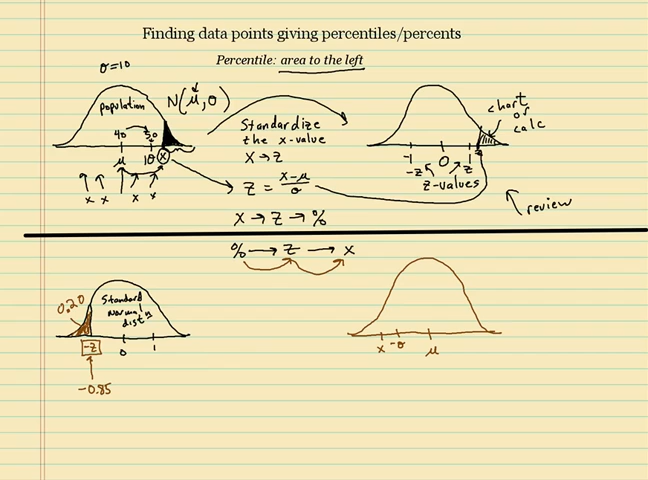 Finding data points giving percentiles/percents
Percentile: area to the left
σ=10
population
N(μ,σ)
40 50
μ 1σ x
x x x x
Standardize
the x-value
x→z
z = x-μ/σ
x → z → %
chart
or
calc
-1 0 1 z
-z z
z-values
review
% → z → x
0.20
Standard
normal
dist'n
-z 0 1
-0.85
x -σ μ